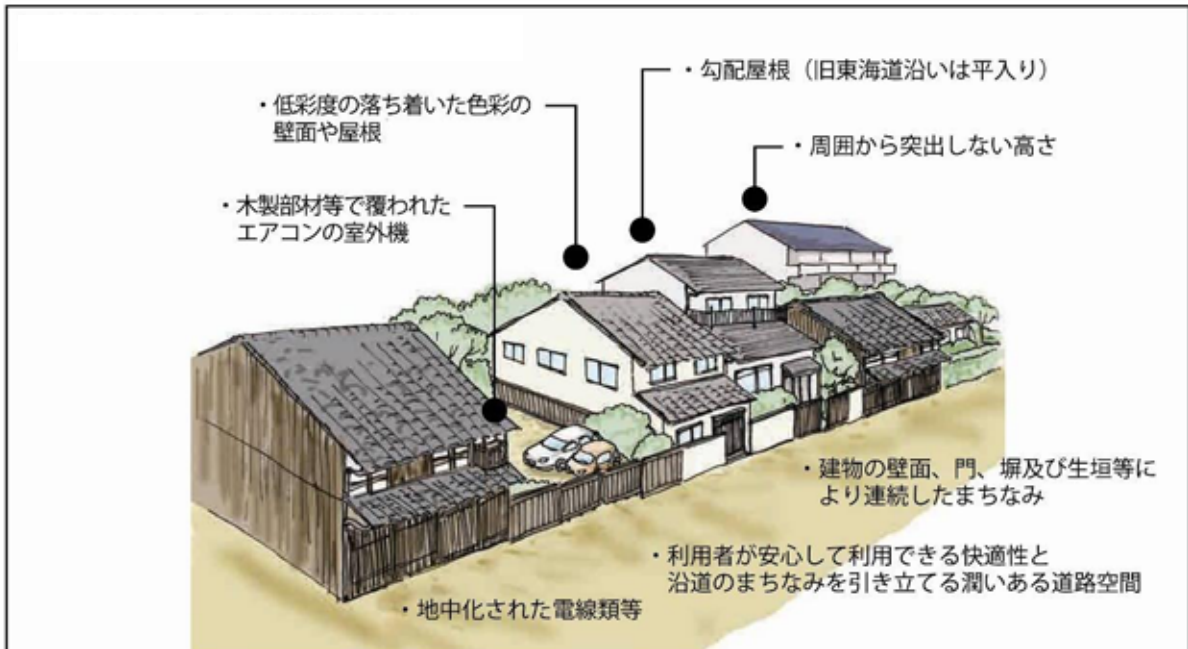 ・勾配屋根（旧東海道沿いは平入り）
・低彩度の落ち着いた色彩の
壁面や屋根
・周囲から突出しない高さ
・木製部材等で覆われた
エアコンの室外機
・建物の壁面、門、塀及び生垣等に
より連続したまちなみ
・利用者が安心して利用できる快適性と
沿道のまちなみを引き立てる潤いある道路空間
・地中化された電線類等